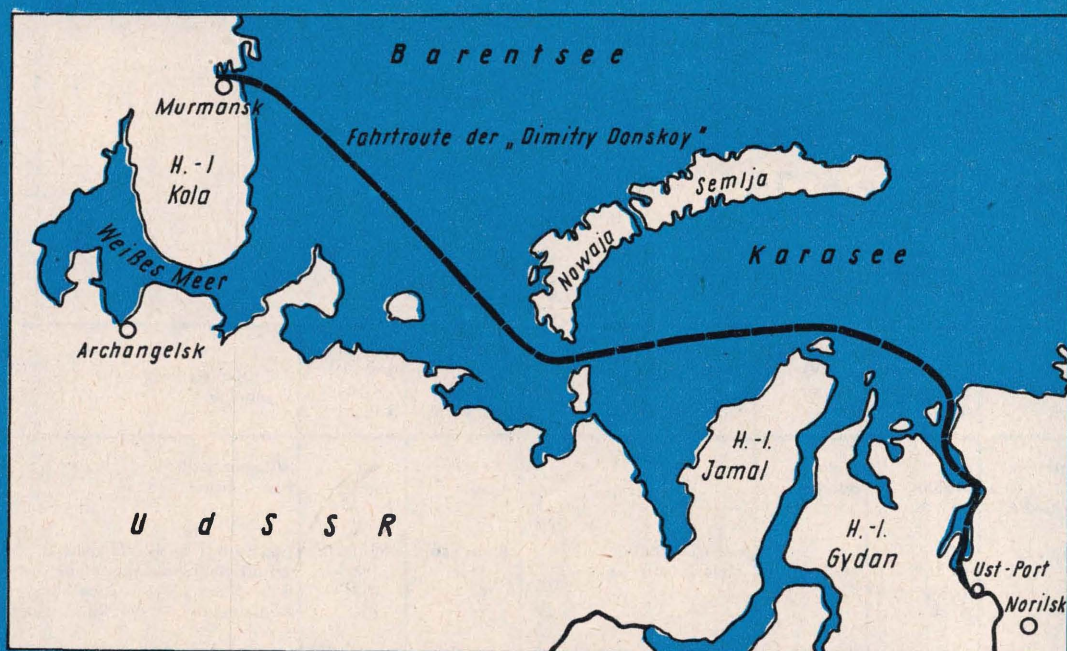 Barentsee
Murmansk
Fahrtroute der „Dimitry Donskoy"
H.-I
Kola
Semlja
Nowaja
Weißes Meer
Karasee
Archangelsk
H.-I.
Jamal
UdSSR
H.-I.
Gydan
Ust-Port
Norilsk